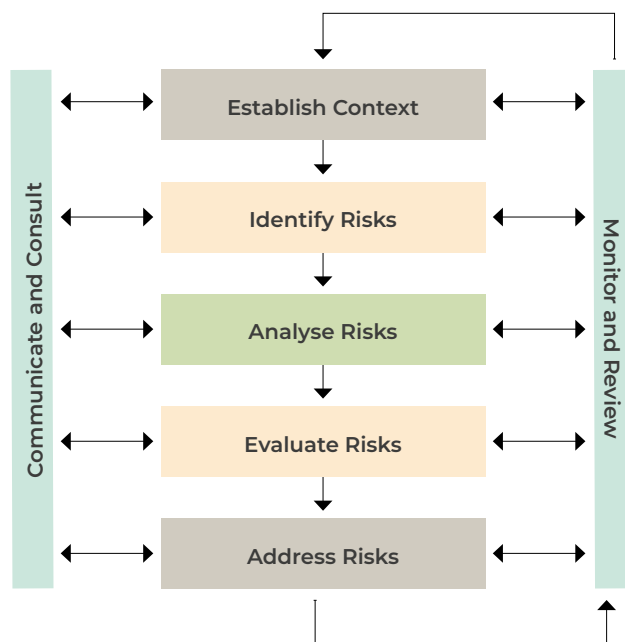 Establish Context
Communicate and Consult
Identify Risks
Monitor and Review
Analyse Risks
Evaluate Risks
Address Risks